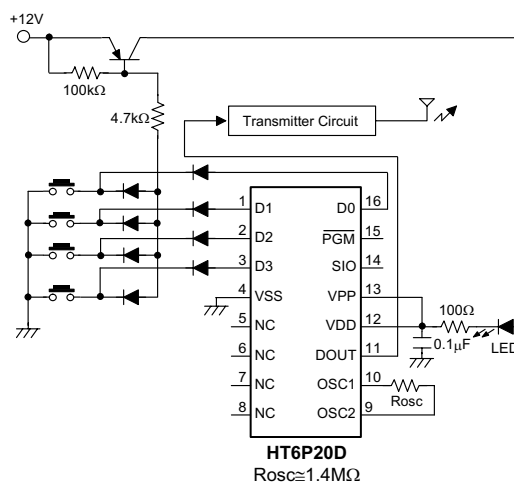 +12V
100kΩ
4.7kΩ
Transmitter Circuit
1 D1 D0 16
2 D2 PGM 15
3 D3 SIO 14
4 VSS VPP 13
5 NC VDD 12
6 NC DOUT 11
7 NC OSC1 10
8 NC OSC2 9
100Ω
0.1μF
LED
Rosc
HT6P20D
Rosc≅1.4MΩ